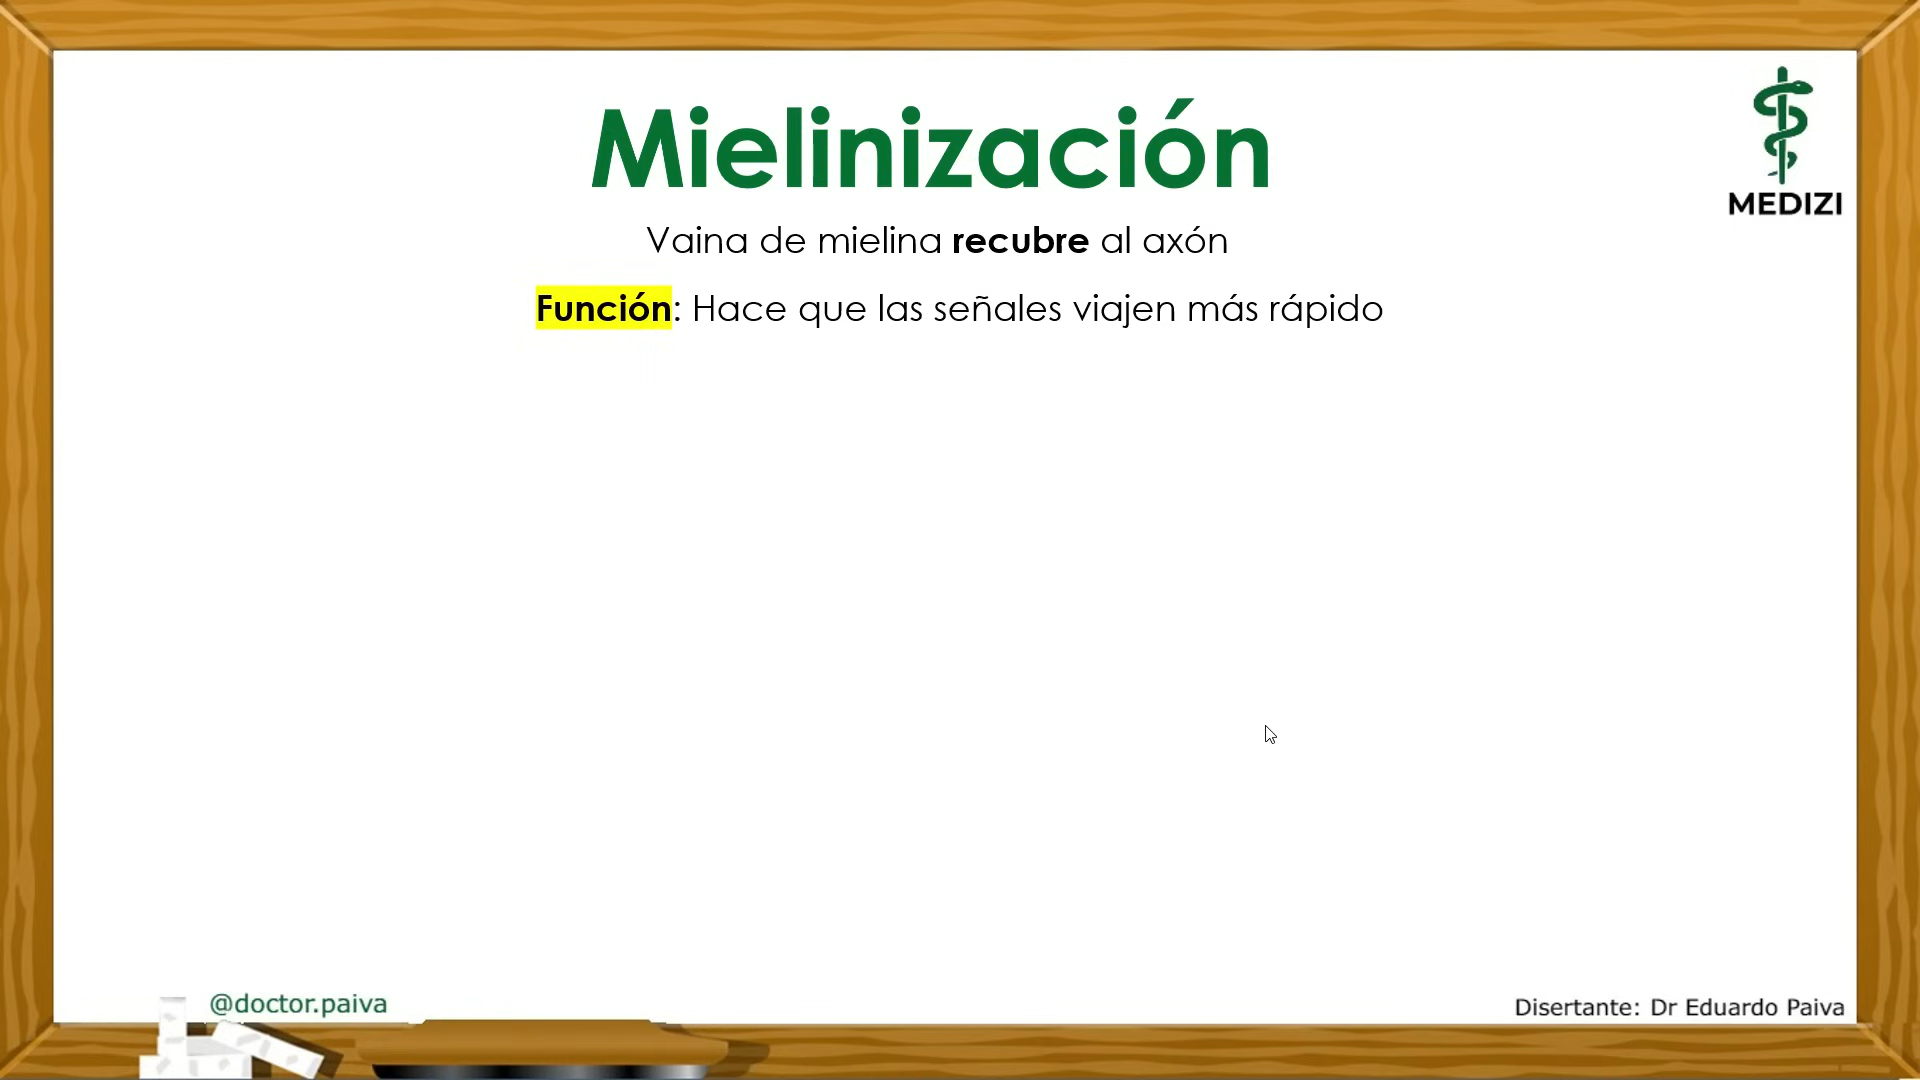 Mielinización
MEDIZI
Vaina de mielina recubre al axón
Función: Hace que las señales viajen más rápido
@doctor.paiva
Disertante: Dr Eduardo Paiva